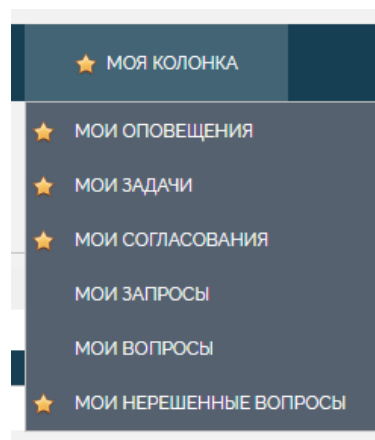 МОЯ КОЛОНКА
МОИ ОПОВЕЩЕНИЯ
МОИ ЗАДАЧИ
МОИ СОГЛАСОВАНИЯ
МОИ ЗАПРОСЫ
МОИ ВОПРОСЫ
МОИ НЕРЕШЕННЫЕ ВОПРОСЫ